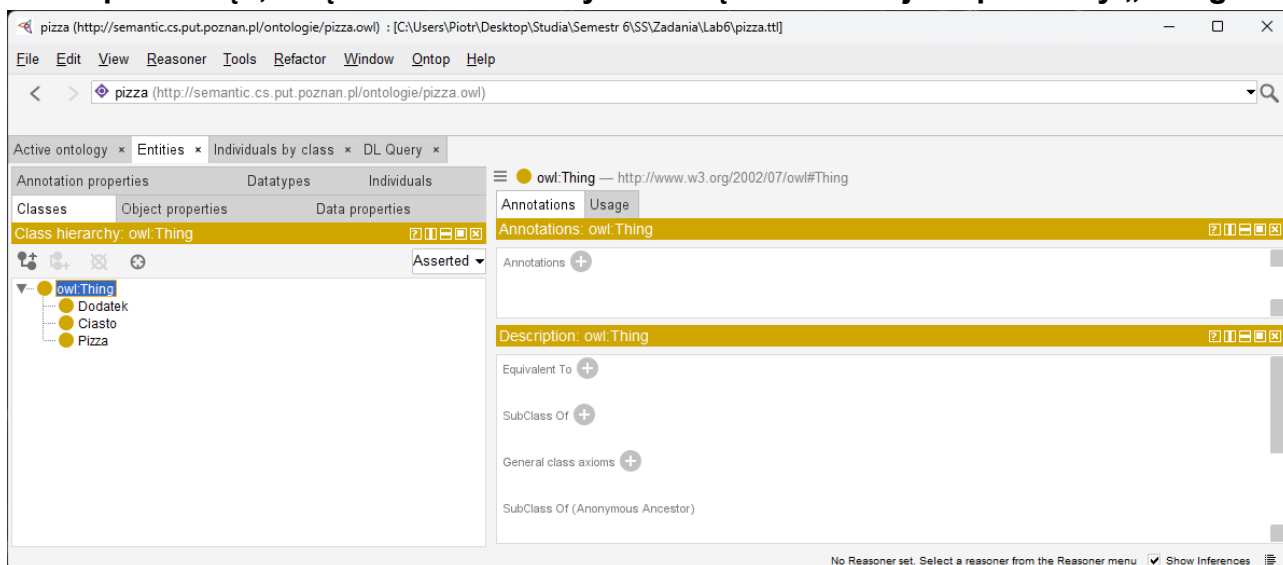 pizza (http://semantic.cs.put.poznan.pl/ontologie/pizza.owl) : [C:\Users\Piotr\Desktop\Studia\Semestr 6\SS\Zadania\Lab6\pizza.ttl]
File Edit View Reasoner Tools Refactor Window Ontop Help
pizza (http://semantic.cs.put.poznan.pl/ontologie/pizza.owl)
Active ontology × Entities × Individuals by class × DL Query ×
Annotation properties Datatypes Individuals
Classes Object properties Data properties
Class hierarchy: owl:Thing
Asserted
owl:Thing
Dodatek
Ciasto
Pizza
owl:Thing — http://www.w3.org/2002/07/owl#Thing
Annotations Usage
Annotations: owl:Thing
Annotations
Description: owl:Thing
Equivalent To
SubClass Of
General class axioms
SubClass Of (Anonymous Ancestor)
No Reasoner set. Select a reasoner from the Reasoner menu Show Inferences